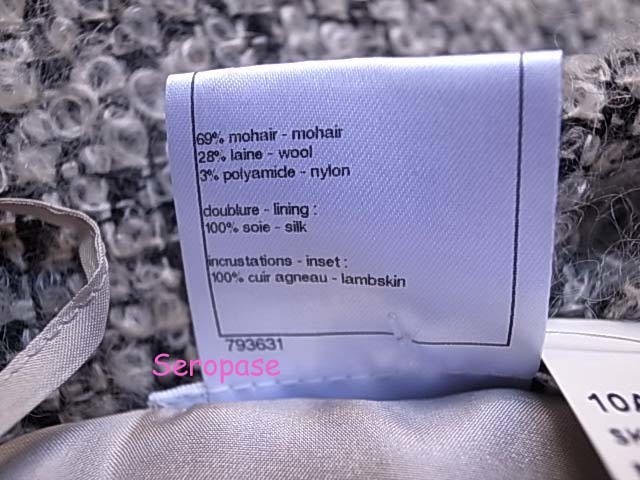 69% mohair - mohair
28% laine - wool
3% polyamide - nylon
doublure - lining :
100% soie - silk
incrustations - inset :
100% cuir agneau - lambskin
793631
Seropase